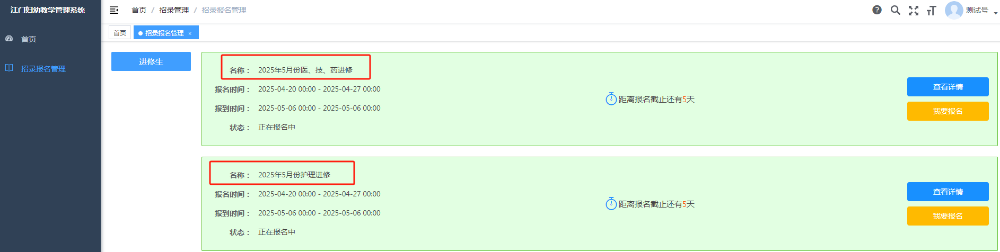 江门妇幼教学管理系统
首页 / 招录管理 / 招录报名管理
测试号
首页
招录报名管理
首页
招录报名管理 ×
进修生
名称： 2025年5月份医、技、药进修
报名时间： 2025-04-20 00:00 - 2025-04-27 00:00
报到时间： 2025-05-06 00:00 - 2025-05-06 00:00
状态： 正在报名中
距离报名截止还有5天
查看详情
我要报名
名称： 2025年5月份护理进修
报名时间： 2025-04-20 00:00 - 2025-04-27 00:00
报到时间： 2025-05-06 00:00 - 2025-05-06 00:00
状态： 正在报名中
距离报名截止还有5天
查看详情
我要报名